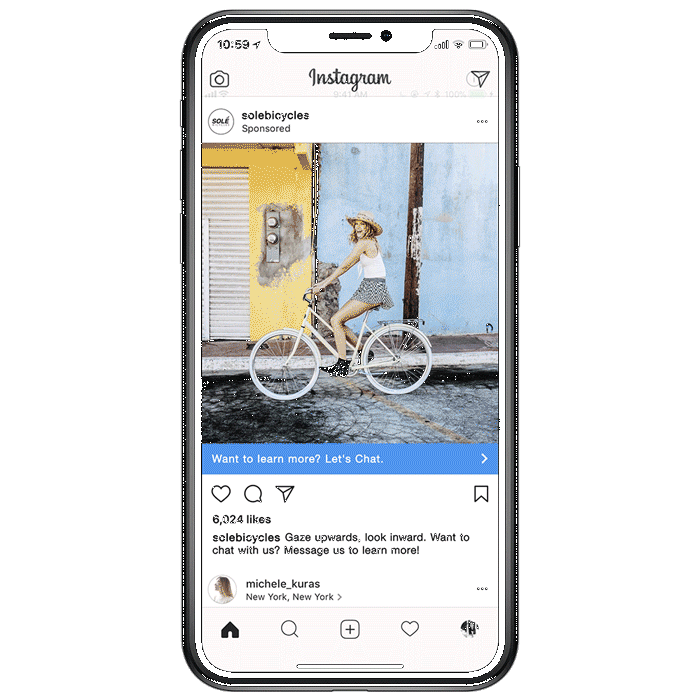 10:59
Instagram
9:41 AM
100%
SOLÉ
solebicycles
Sponsored
Want to learn more? Let's Chat.
6,024 likes
solebicycles Gaze upwards, look inward. Want to
chat with us? Message us to learn more!
michele_kuras
New York, New York